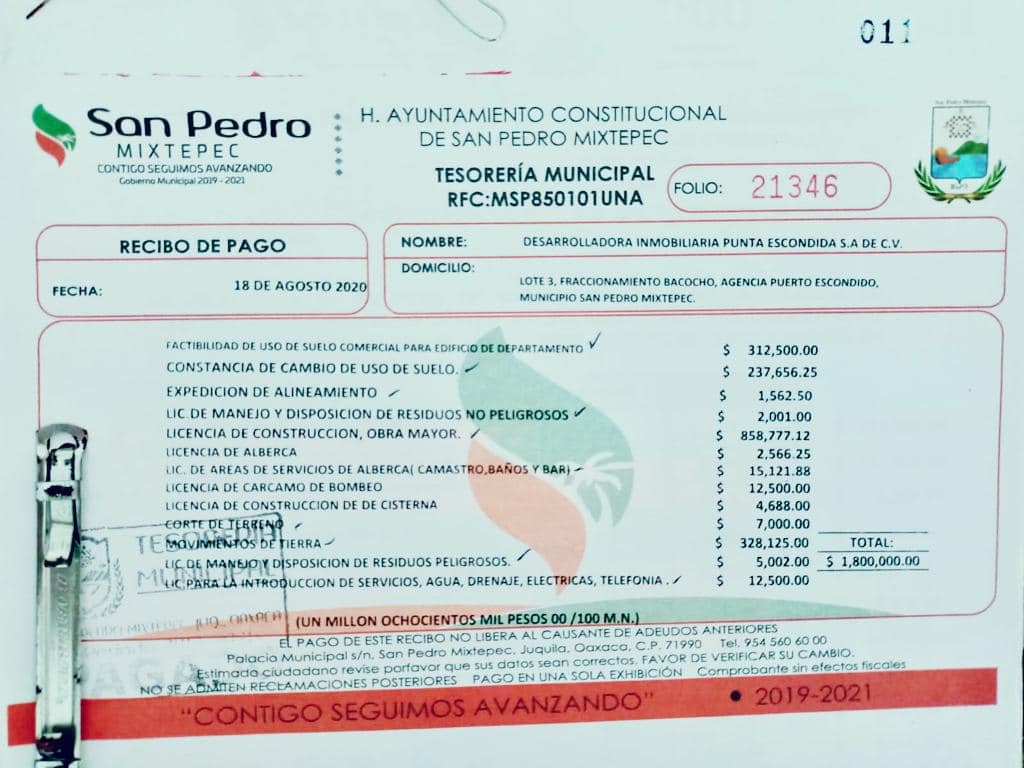 011
San Pedro
MIXTEPEC
CONTIGO SEGUIMOS AVANZANDO
Gobierno Municipal 2019 - 2021
H. AYUNTAMIENTO CONSTITUCIONAL
DE SAN PEDRO MIXTEPEC
TESORERÍA MUNICIPAL
RFC:MSP850101UNA
FOLIO: 21346
San Pedro Mixtepec
RECIBO DE PAGO
FECHA: 18 DE AGOSTO 2020
NOMBRE: DESARROLLADORA INMOBILIARIA PUNTA ESCONDIDA S.A DE C.V.
DOMICILIO:
LOTE 3, FRACCIONAMIENTO BACOCHO, AGENCIA PUERTO ESCONDIDO,
MUNICIPIO SAN PEDRO MIXTEPEC.
FACTIBILIDAD DE USO DE SUELO COMERCIAL PARA EDIFICIO DE DEPARTAMENTO $ 312,500.00
CONSTANCIA DE CAMBIO DE USO DE SUELO. $ 237,656.25
EXPEDICION DE ALINEAMIENTO $ 1,562.50
LIC. DE MANEJO Y DISPOSICION DE RESIDUOS NO PELIGROSOS $ 2,001.00
LICENCIA DE CONSTRUCCION, OBRA MAYOR. $ 858,777.12
LICENCIA DE ALBERCA $ 2,566.25
LIC. DE AREAS DE SERVICIOS DE ALBERCA( CAMASTRO,BAÑOS Y BAR) $ 15,121.88
LICENCIA DE CARCAMO DE BOMBEO $ 12,500.00
LICENCIA DE CONSTRUCCION DE DE CISTERNA $ 4,688.00
CORTE DE TERRENO $ 7,000.00
MOVIMIENTOS DE TIERRA $ 328,125.00 TOTAL:
LIC DE MANEJO Y DISPOSICION DE RESIDUOS PELIGROSOS. $ 5,002.00 $ 1,800,000.00
LIC PARA LA INTRODUCCION DE SERVICIOS, AGUA, DRENAJE, ELECTRICAS, TELEFONIA . $ 12,500.00
TESORERIA
MUNICIPAL
OAXACA
(UN MILLON OCHOCIENTOS MIL PESOS 00 /100 M.N.)
EL PAGO DE ESTE RECIBO NO LIBERA AL CAUSANTE DE ADEUDOS ANTERIORES
Palacio Municipal s/n, San Pedro Mixtepec, Juquila, Oaxaca, C.P. 71990 Tel. 954 560 60 00
Estimado ciudadano revise porfavor que sus datos sean correctos, FAVOR DE VERIFICAR SU CAMBIO.
NO SE ADMITEN RECLAMACIONES POSTERIORES PAGO EN UNA SOLA EXHIBICIÓN Comprobante sin efectos fiscales
"CONTIGO SEGUIMOS AVANZANDO" • 2019-2021